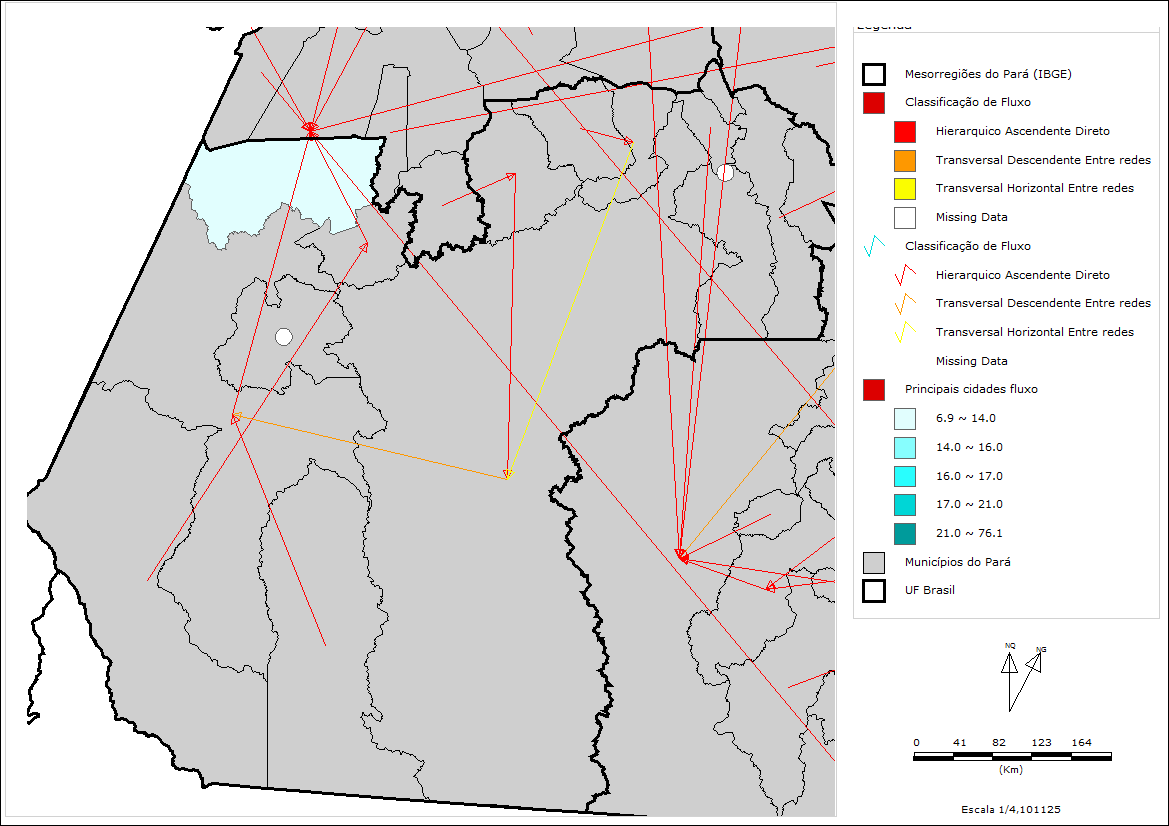 Legenda
Mesorregiões do Pará (IBGE)
Classificação de Fluxo
Hierarquico Ascendente Direto
Transversal Descendente Entre redes
Transversal Horizontal Entre redes
Missing Data
Classificação de Fluxo
Hierarquico Ascendente Direto
Transversal Descendente Entre redes
Transversal Horizontal Entre redes
Missing Data
Principais cidades fluxo
6.9 ~ 14.0
14.0 ~ 16.0
16.0 ~ 17.0
17.0 ~ 21.0
21.0 ~ 76.1
Municípios do Pará
UF Brasil
NQ NG
0 41 82 123 164
(Km)
Escala 1/4,101125